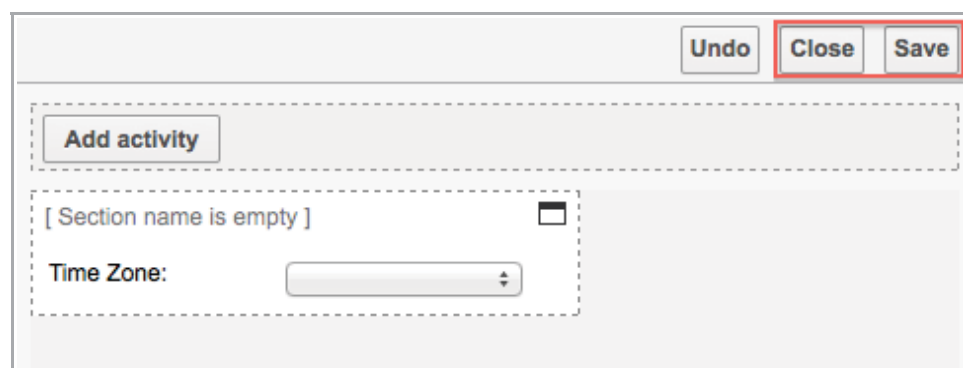 Undo Close Save
Add activity
[ Section name is empty ]
Time Zone: